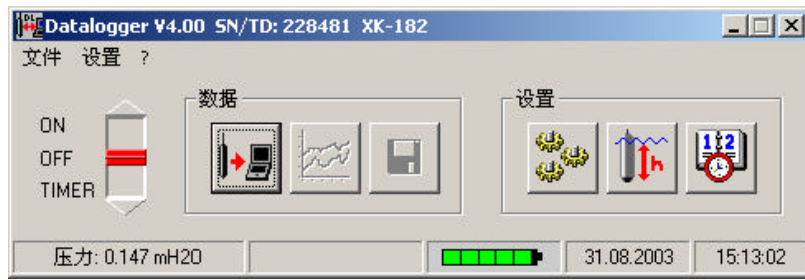 Datalogger V4.00 SN/TD: 228481 XK-182
文件 设置 ?
数据 设置
ON
OFF
TIMER
压力: 0.147 mH2O 31.08.2003 15:13:02